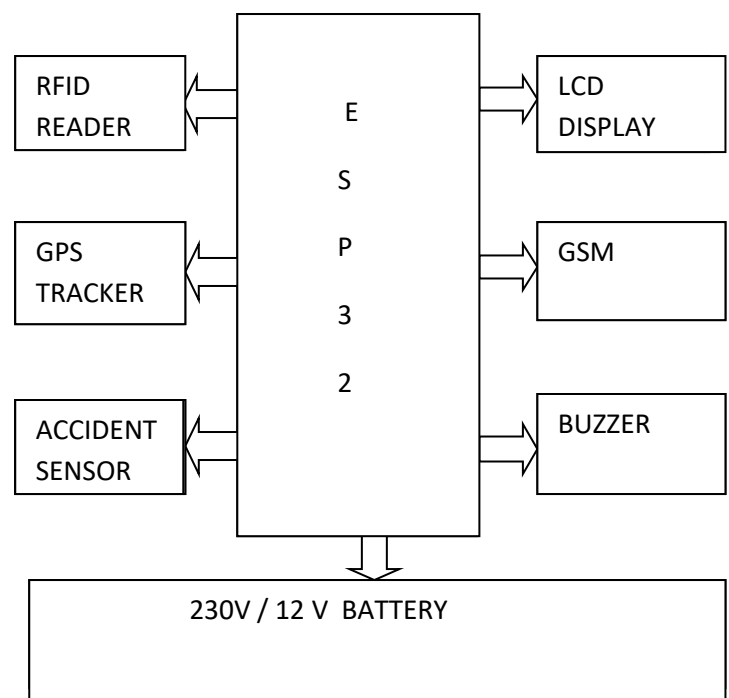 RFID
READER
GPS
TRACKER
ACCIDENT
SENSOR
E
S
P
3
2
LCD
DISPLAY
GSM
BUZZER
230V / 12 V  BATTERY